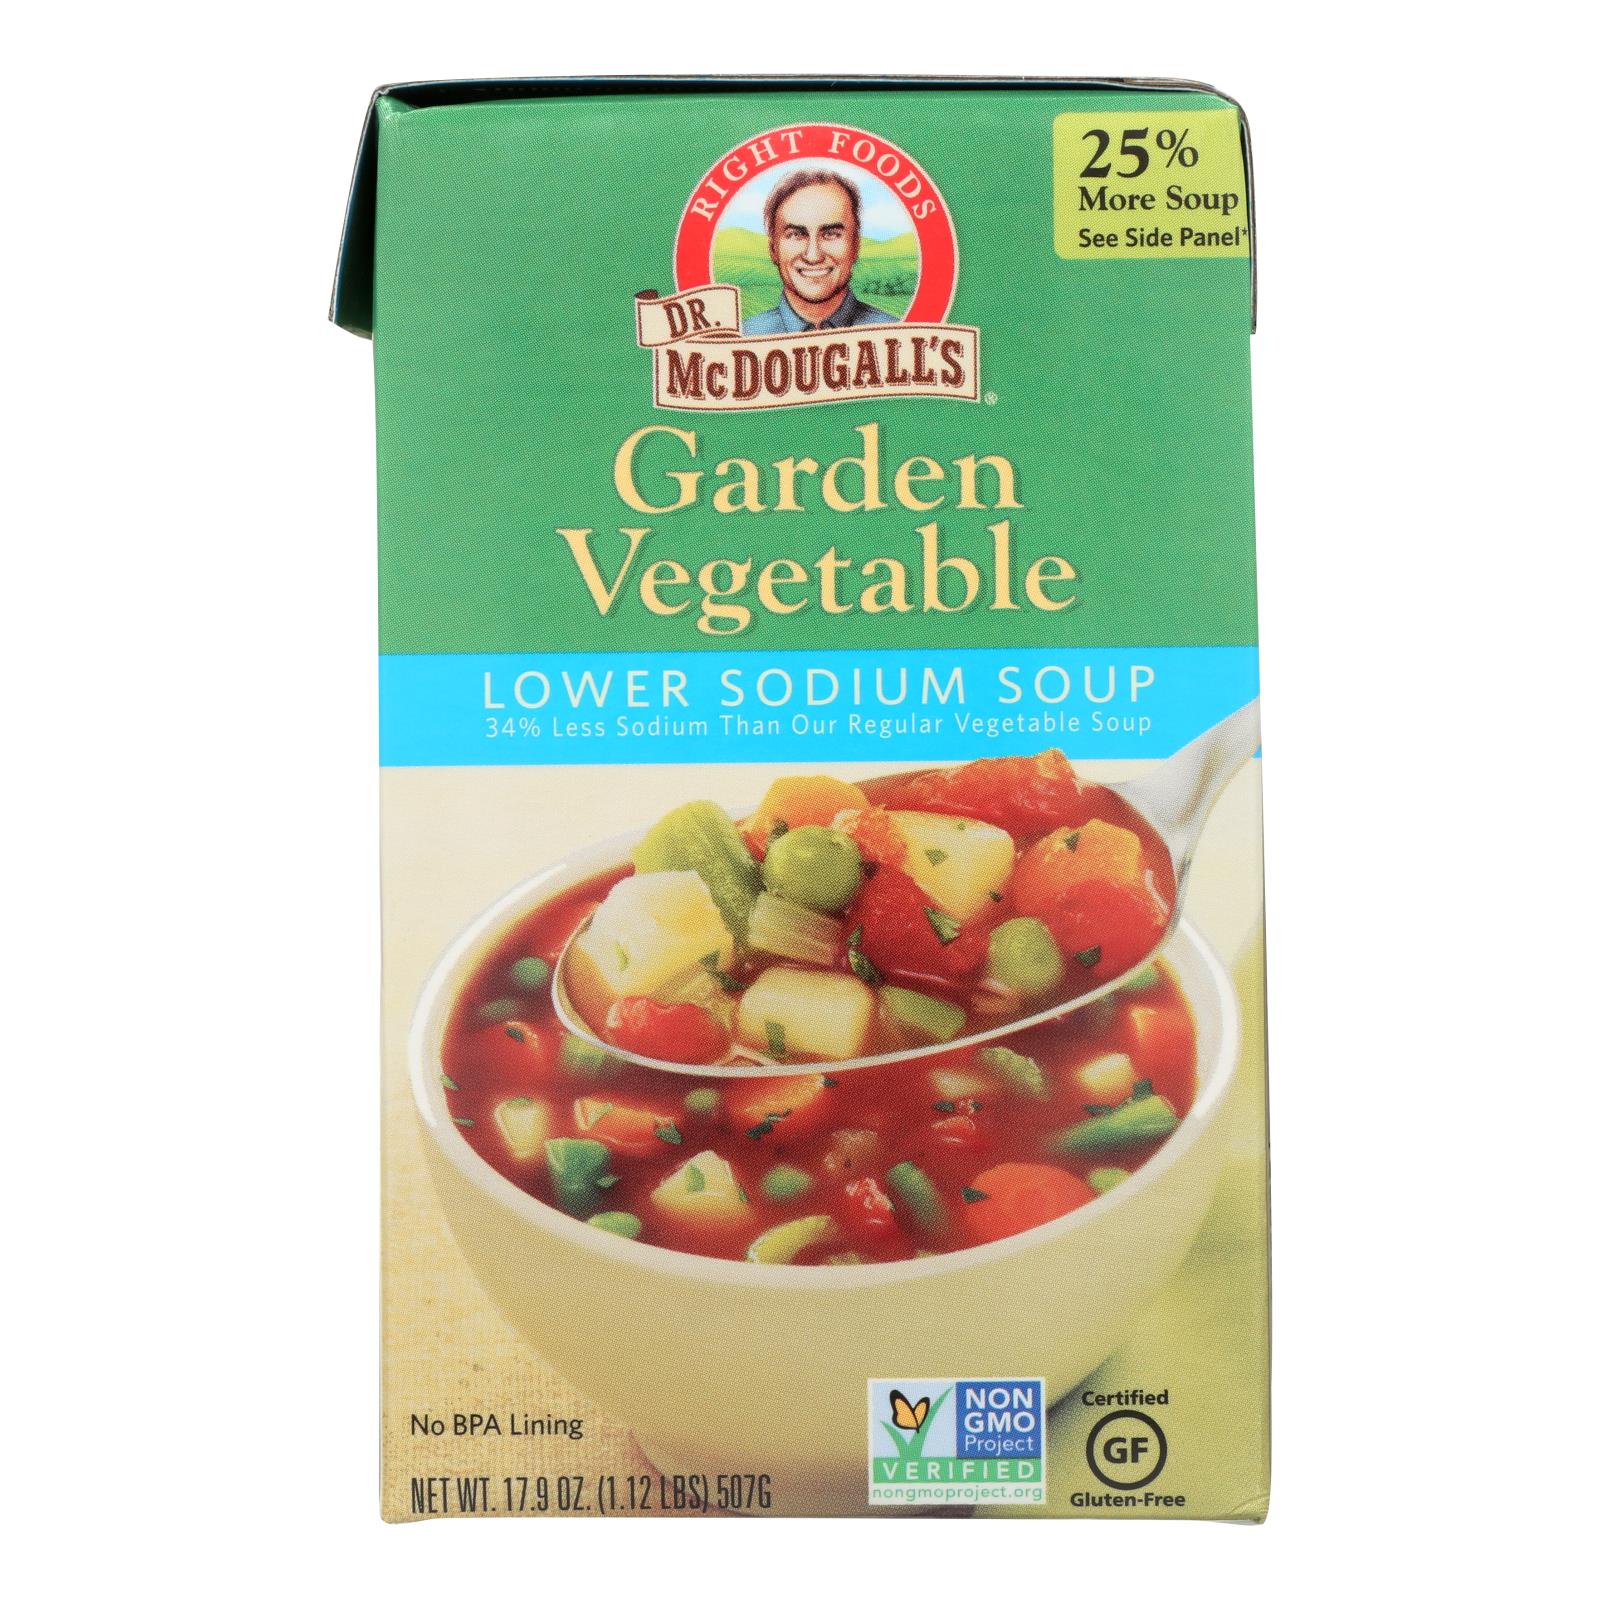 RIGHT FOODS
DR.
McDOUGALL'S®
25%
More Soup
See Side Panel*
Garden
Vegetable
LOWER SODIUM SOUP
34% Less Sodium Than Our Regular Vegetable Soup
No BPA Lining
NET WT. 17.9 OZ. (1.12 LBS) 507G
NON
GMO
Project
VERIFIED
nongmoproject.org
Certified
GF
Gluten-Free